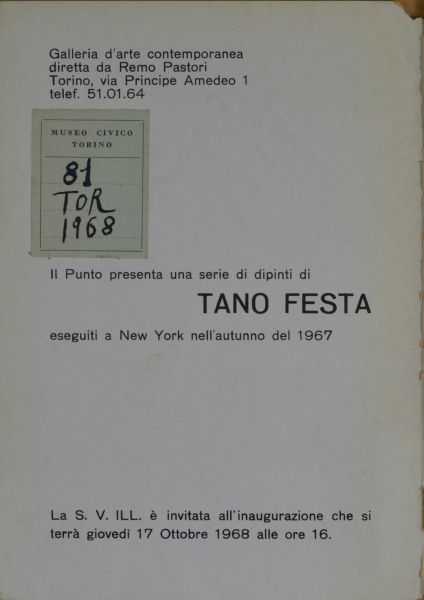 Galleria d'arte contemporanea
diretta da Remo Pastori
Torino, via Principe Amedeo 1
telef. 51.01.64
MUSEO CIVICO
TORINO
81
TOR
1968
Il Punto presenta una serie di dipinti di
TANO FESTA
eseguiti a New York nell'autunno del 1967
La S. V. ILL. è invitata all'inaugurazione che si
terrà giovedì 17 Ottobre 1968 alle ore 16.